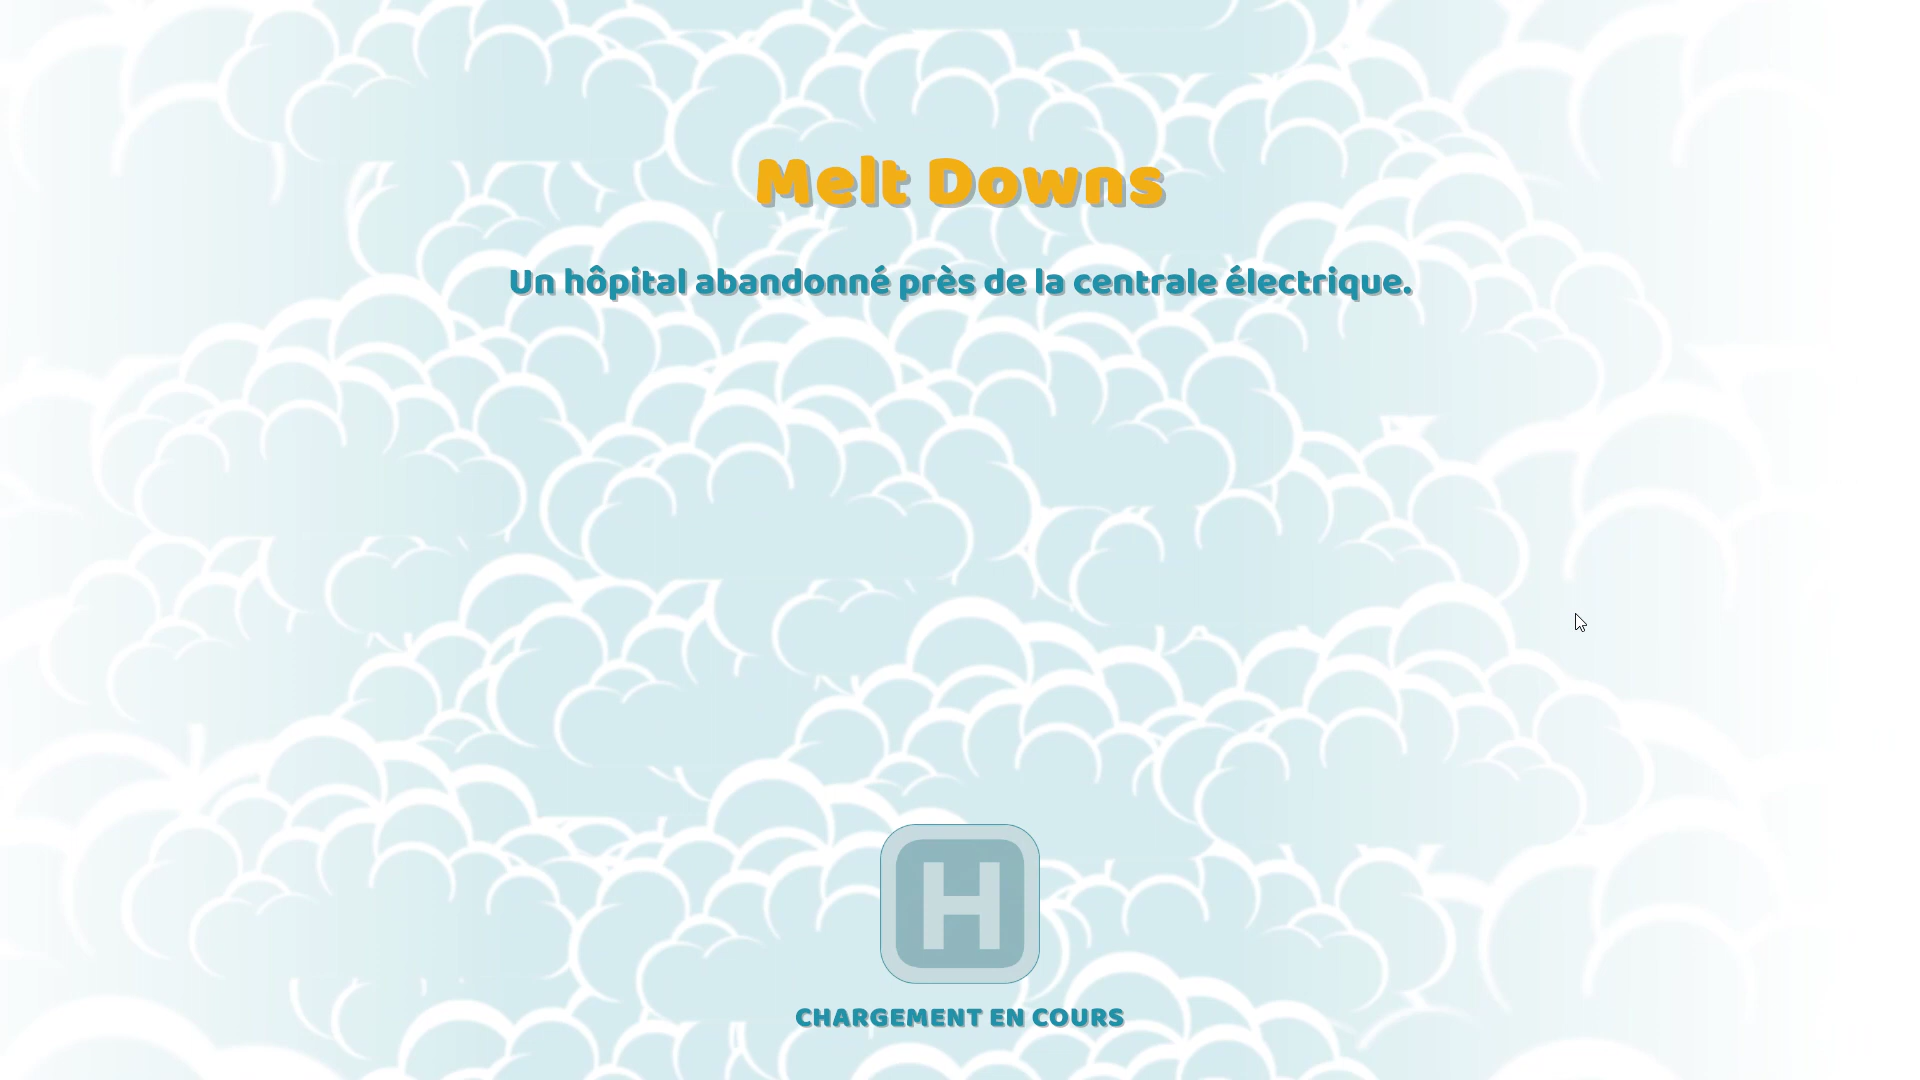 Melt Downs
Un hôpital abandonné près de la centrale électrique.
H
CHARGEMENT EN COURS